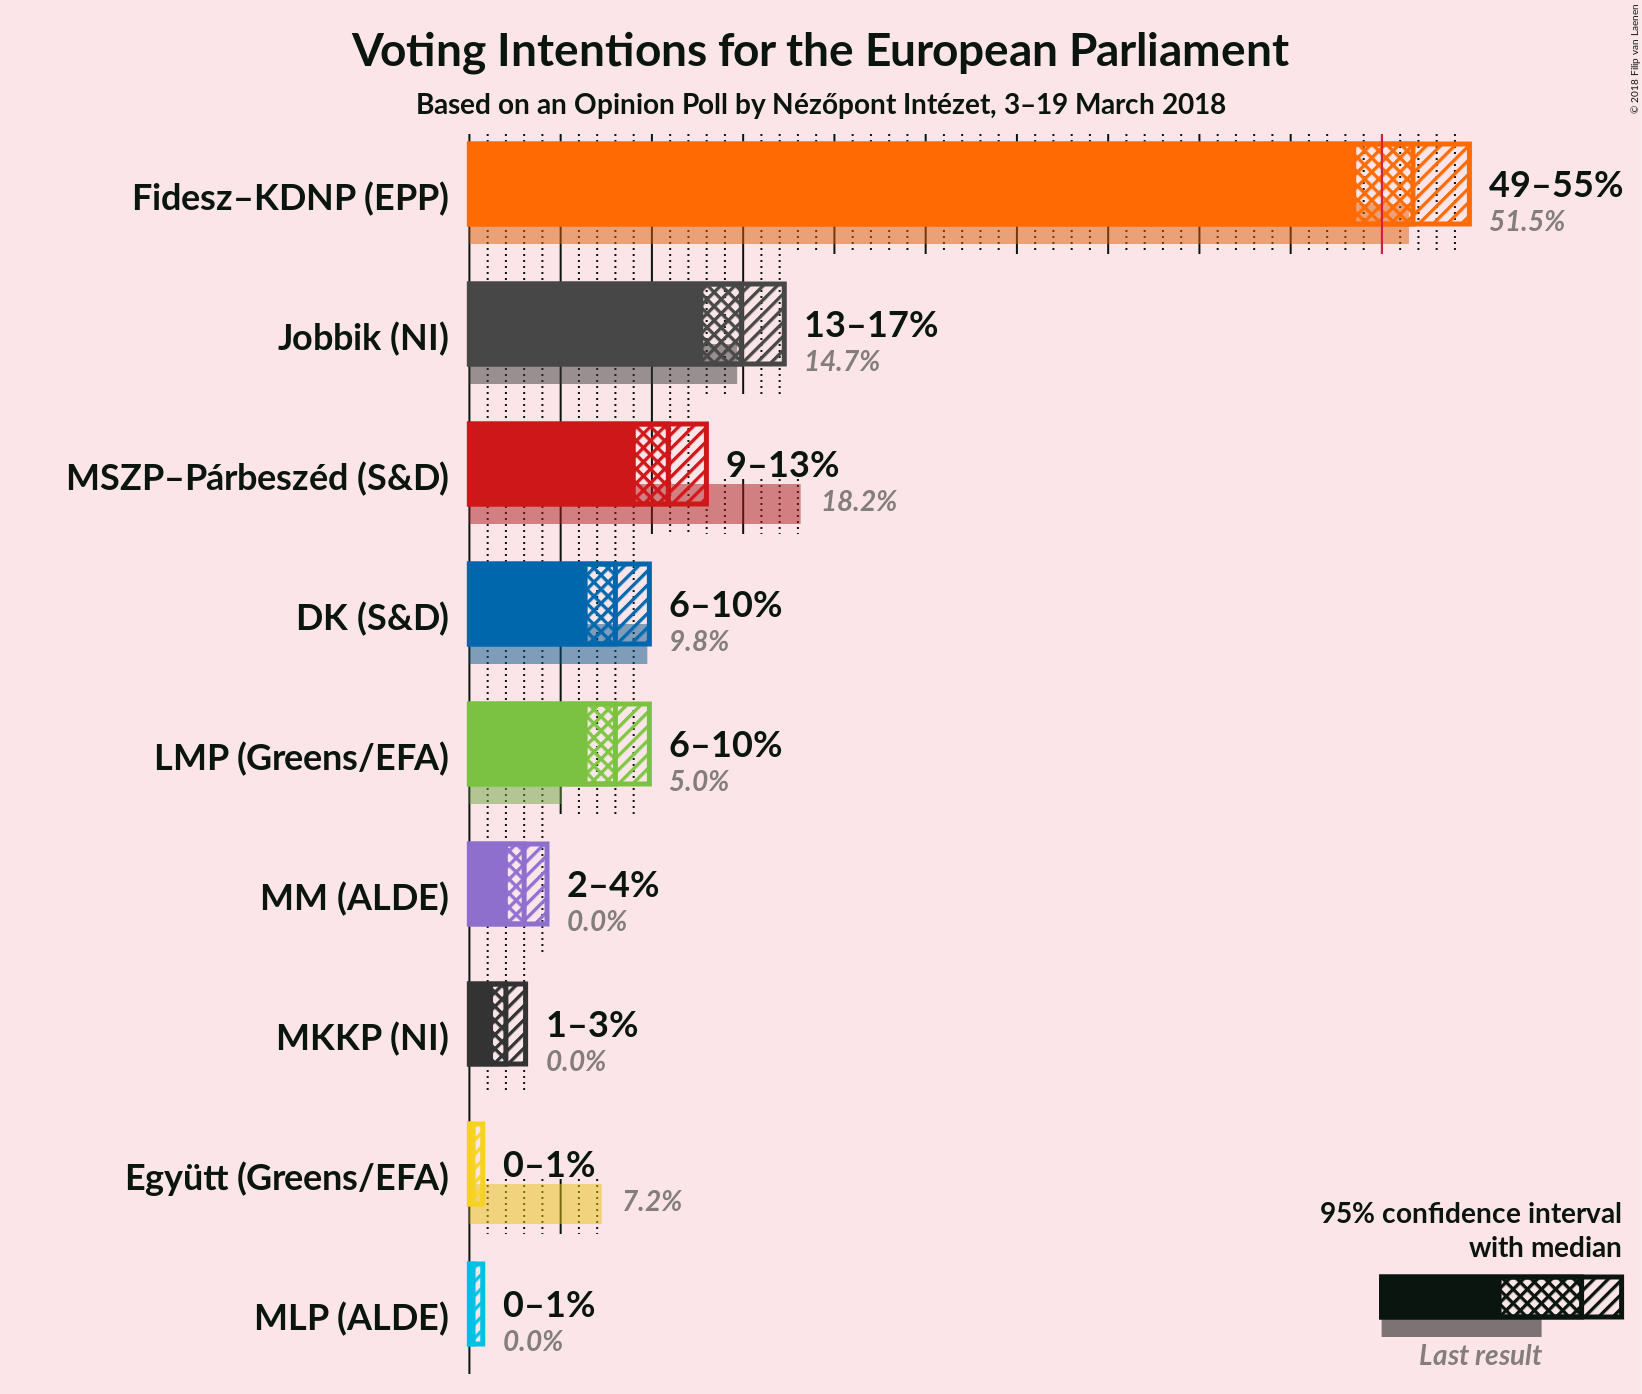 Voting Intentions for the European Parliament
Based on an Opinion Poll by Nézőpont Intézet, 3–19 March 2018
© 2018 Filip van Laenen
Fidesz–KDNP (EPP)
49–55%
51.5%
Jobbik (NI)
13–17%
14.7%
MSZP–Párbeszéd (S&D)
9–13%
18.2%
DK (S&D)
6–10%
9.8%
LMP (Greens/EFA)
6–10%
5.0%
MM (ALDE)
2–4%
0.0%
MKKP (NI)
1–3%
0.0%
Együtt (Greens/EFA)
0–1%
7.2%
MLP (ALDE)
0–1%
0.0%
95% confidence interval
with median
Last result